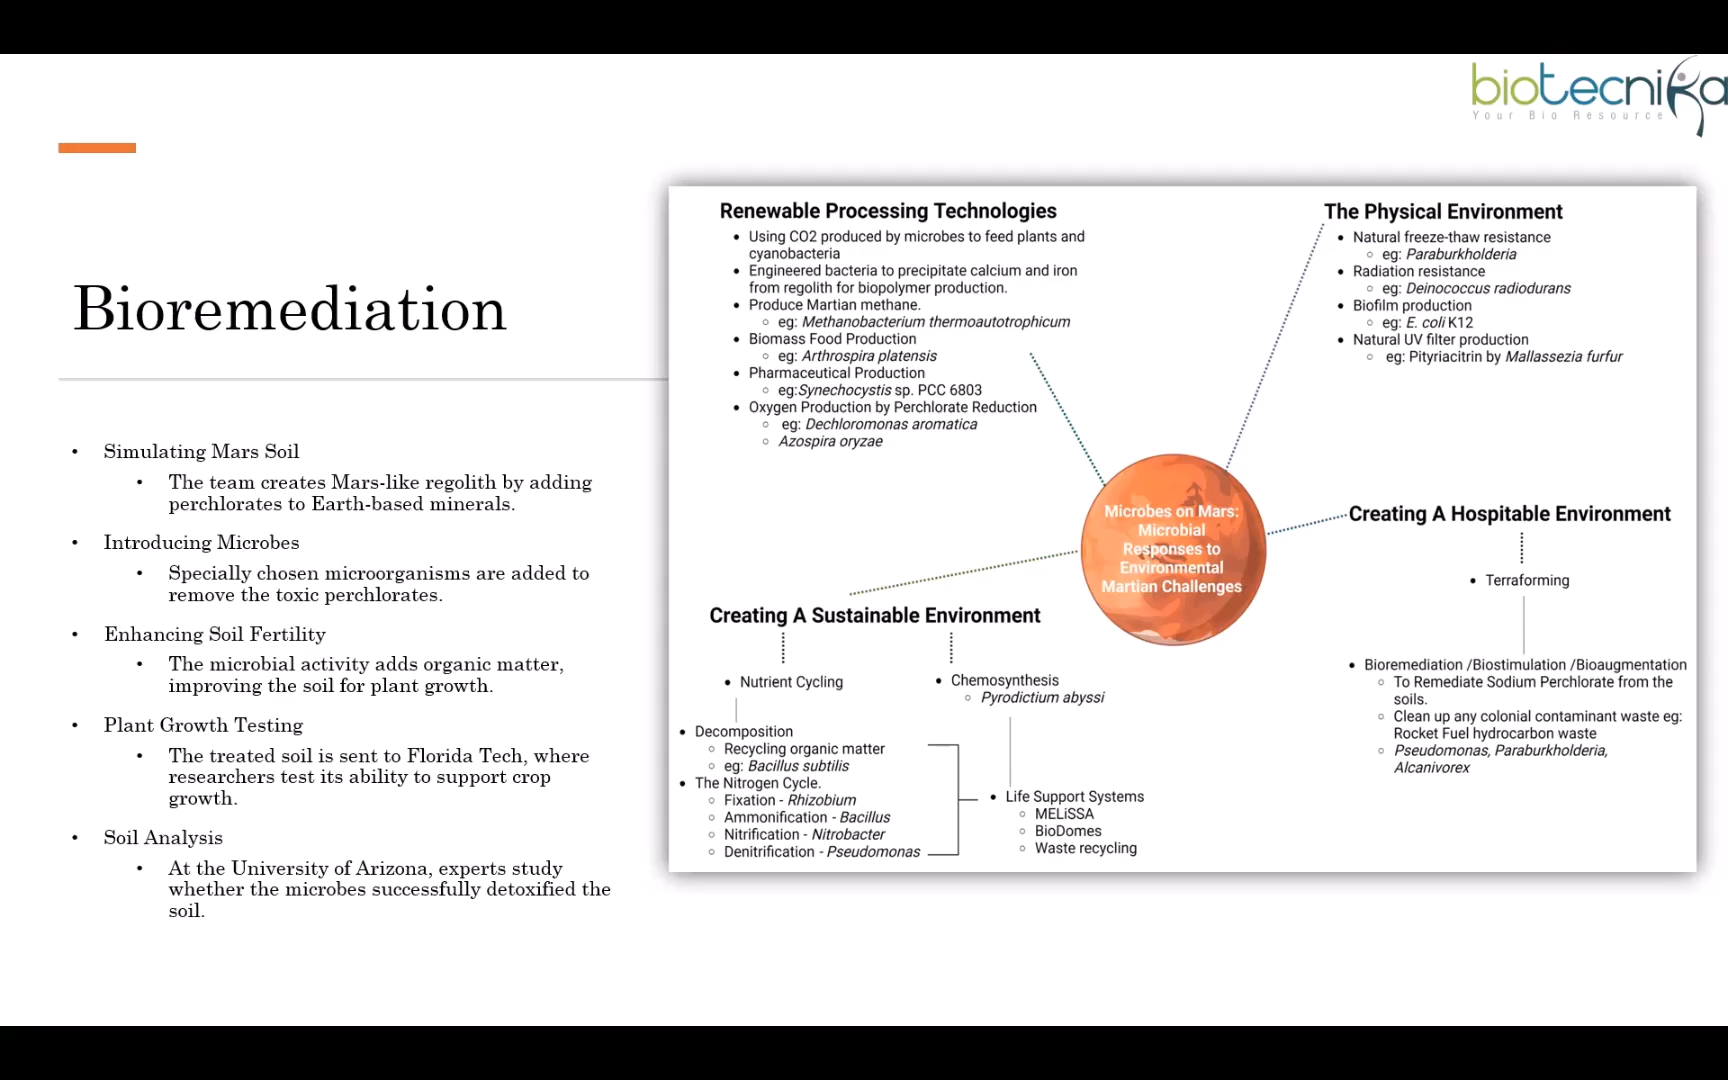 biotecnika
Your Bio Resource
Bioremediation
• Simulating Mars Soil
• The team creates Mars-like regolith by adding
perchlorates to Earth-based minerals.
• Introducing Microbes
• Specially chosen microorganisms are added to
remove the toxic perchlorates.
• Enhancing Soil Fertility
• The microbial activity adds organic matter,
improving the soil for plant growth.
• Plant Growth Testing
• The treated soil is sent to Florida Tech, where
researchers test its ability to support crop
growth.
• Soil Analysis
• At the University of Arizona, experts study
whether the microbes successfully detoxified the
soil.
Renewable Processing Technologies
• Using CO2 produced by microbes to feed plants and
cyanobacteria
• Engineered bacteria to precipitate calcium and iron
from regolith for biopolymer production.
• Produce Martian methane.
○ eg: Methanobacterium thermoautotrophicum
• Biomass Food Production
○ eg: Arthrospira platensis
• Pharmaceutical Production
○ eg:Synechocystis sp. PCC 6803
• Oxygen Production by Perchlorate Reduction
○ eg: Dechloromonas aromatica
○ Azospira oryzae
The Physical Environment
• Natural freeze-thaw resistance
○ eg: Paraburkholderia
• Radiation resistance
○ eg: Deinococcus radiodurans
• Biofilm production
○ eg: E. coli K12
• Natural UV filter production
○ eg: Pityriacitrin by Mallassezia furfur
Microbes on Mars:
Microbial
Responses to
Environmental
Martian Challenges
Creating A Hospitable Environment
• Terraforming
• Bioremediation /Biostimulation /Bioaugmentation
○ To Remediate Sodium Perchlorate from the
soils.
○ Clean up any colonial contaminant waste eg:
Rocket Fuel hydrocarbon waste
○ Pseudomonas, Paraburkholderia,
Alcanivorex
Creating A Sustainable Environment
• Nutrient Cycling
• Decomposition
○ Recycling organic matter
○ eg: Bacillus subtilis
• The Nitrogen Cycle.
○ Fixation - Rhizobium
○ Ammonification - Bacillus
○ Nitrification - Nitrobacter
○ Denitrification - Pseudomonas
• Chemosynthesis
○ Pyrodictium abyssi
• Life Support Systems
○ MELiSSA
○ BioDomes
○ Waste recycling